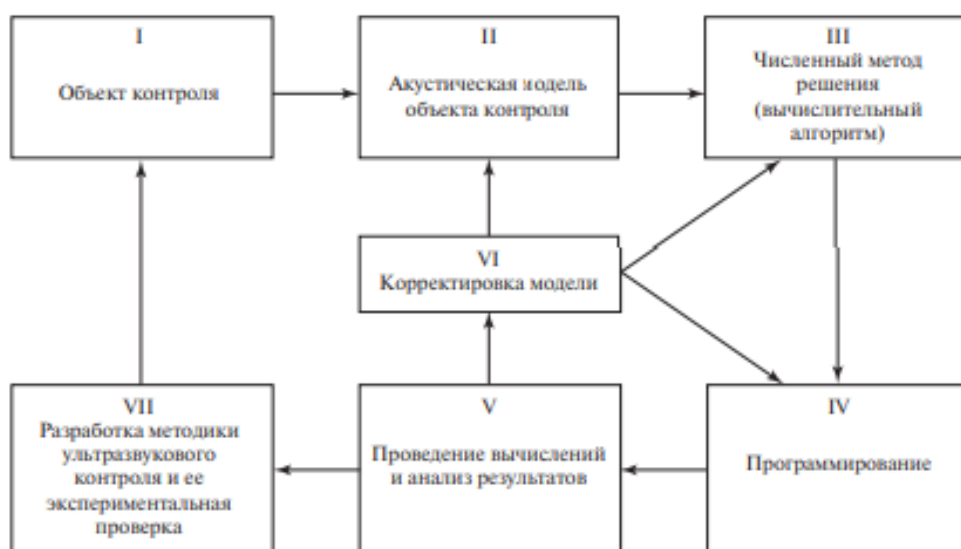 I
Объект контроля
II
Акустическая модель
объекта контроля
III
Численный метод
решения
(вычислительный
алгоритм)
VI
Корректировка модели
VII
Разработка методики
ультразвукового
контроля и ее
экспериментальная
проверка
V
Проведение вычислений
и анализ результатов
IV
Программирование